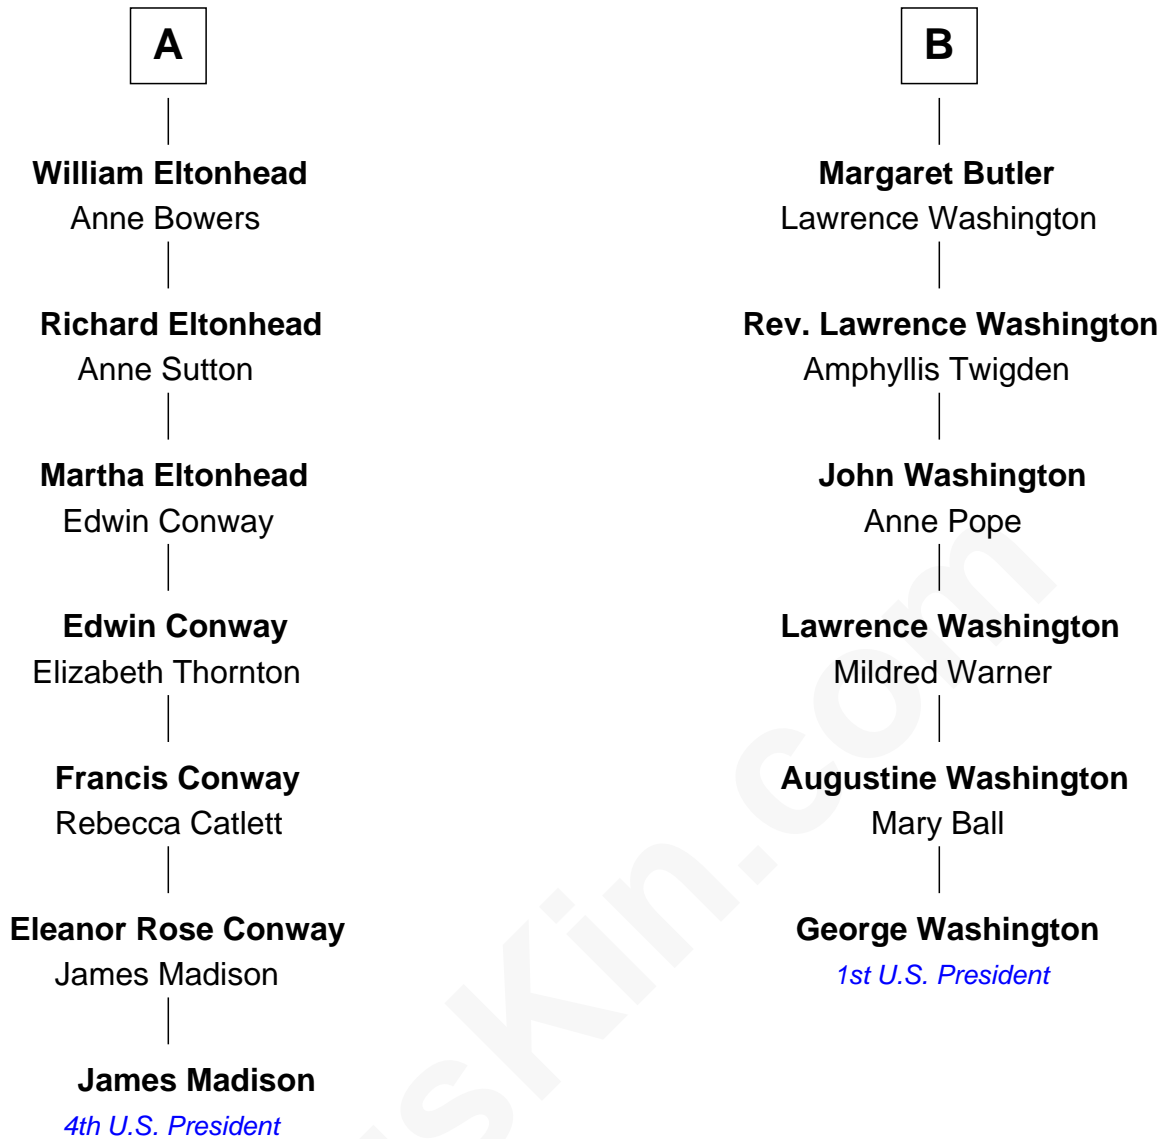 A
William Eltonhead
Anne Bowers
Richard Eltonhead
Anne Sutton
Martha Eltonhead
Edwin Conway
Edwin Conway
Elizabeth Thornton
Francis Conway
Rebecca Catlett
Eleanor Rose Conway
James Madison
James Madison
4th U.S. President
B
Margaret Butler
Lawrence Washington
Rev. Lawrence Washington
Amphyllis Twigden
John Washington
Anne Pope
Lawrence Washington
Mildred Warner
Augustine Washington
Mary Ball
George Washington
1st U.S. President